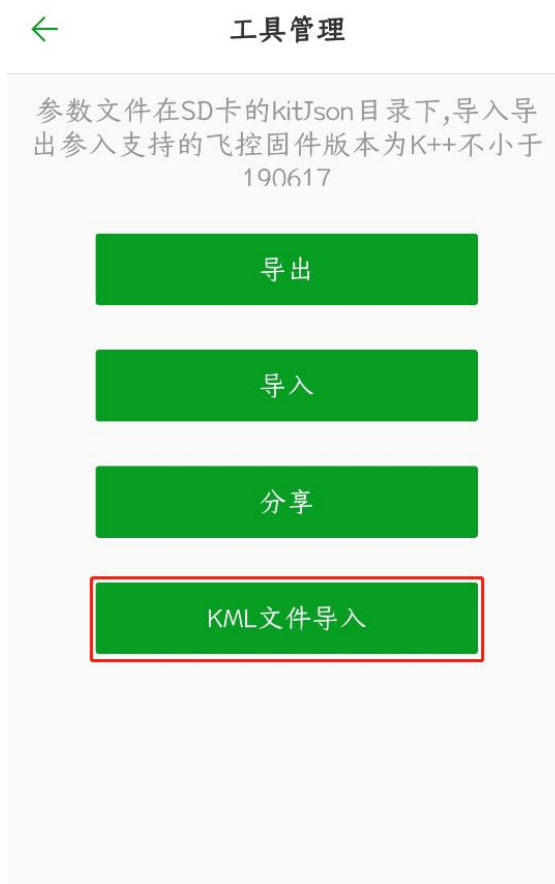 工具管理
参数文件在SD卡的kitJson目录下,导入导
出参入支持的飞控固件版本为K++不小于
190617
导出
导入
分享
KML文件导入